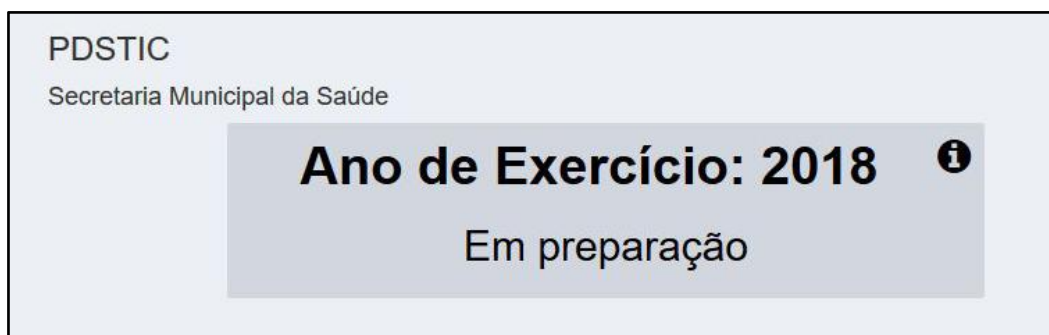 PDSTIC
Secretaria Municipal da Saúde
Ano de Exercício: 2018
Em preparação